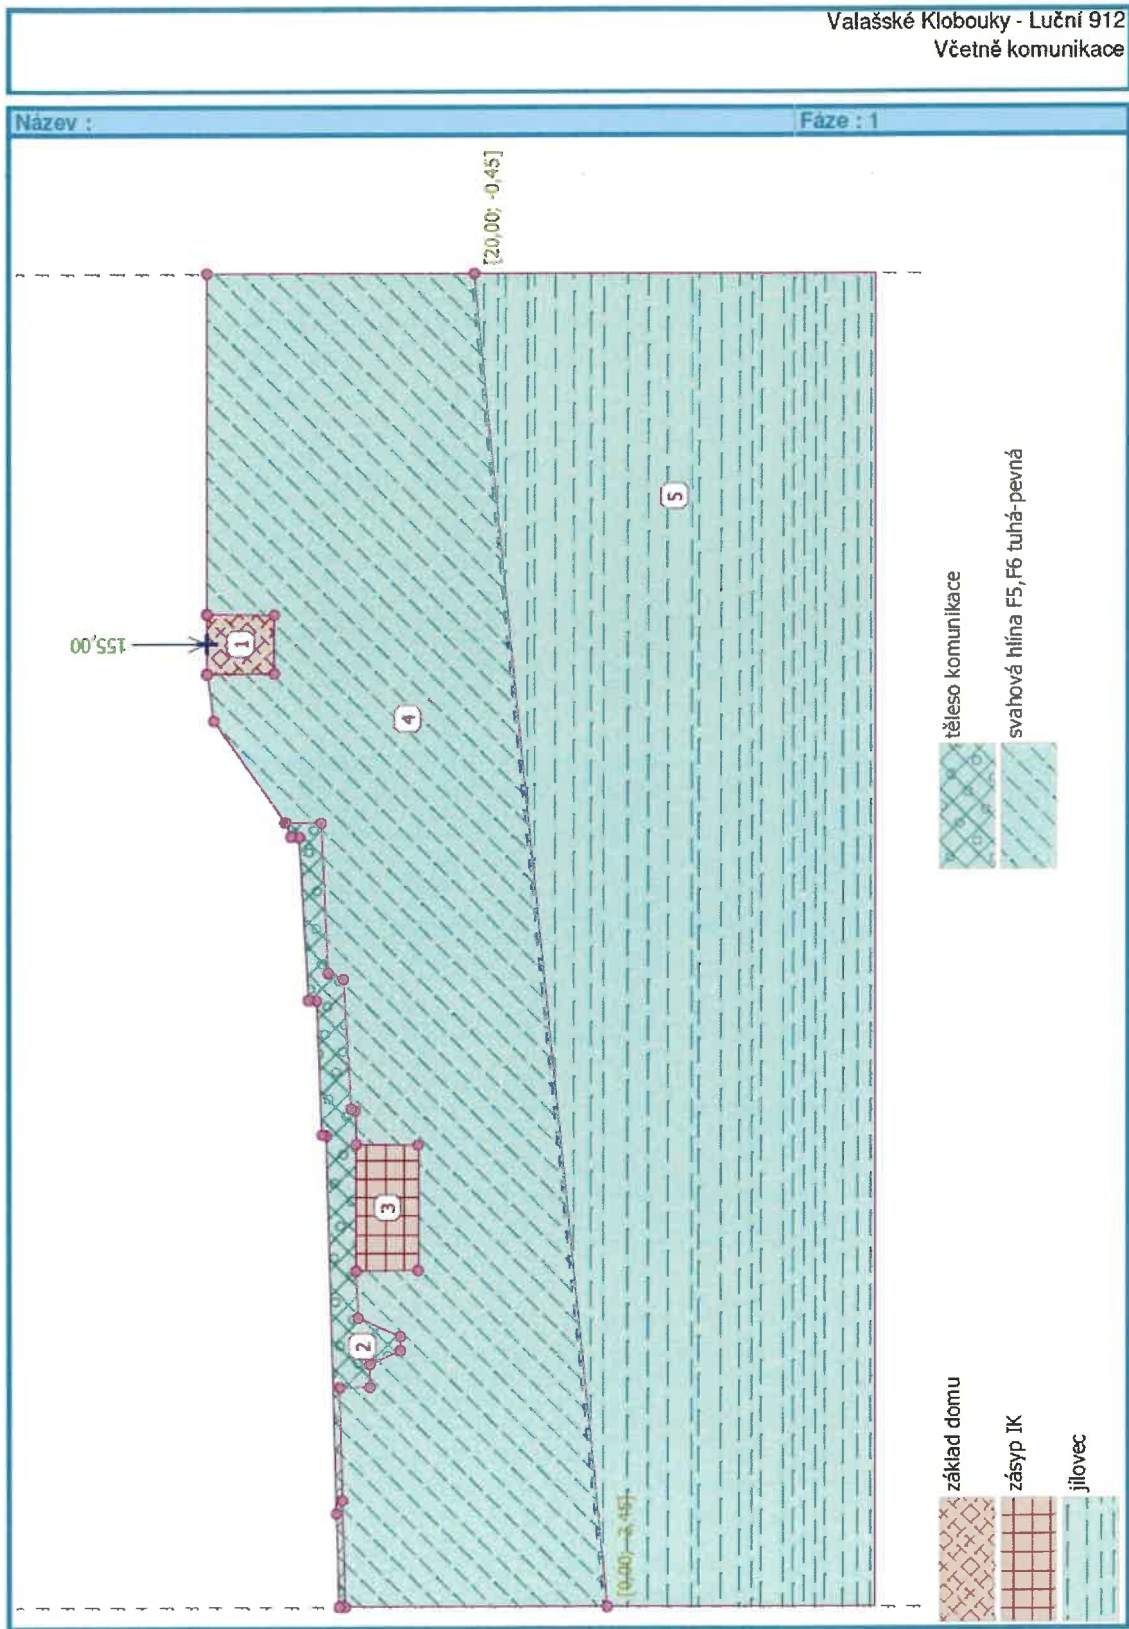 Valašské Klobouky - Luční 912
Včetně komunikace
Název :
Fáze : 1
[20,00; -0,45]
155,00
1
4
5
3
2
[0,00; -2,45]
těleso komunikace
svahová hlína F5,F6 tuhá-pevná
základ domu
zásyp IK
jílovec